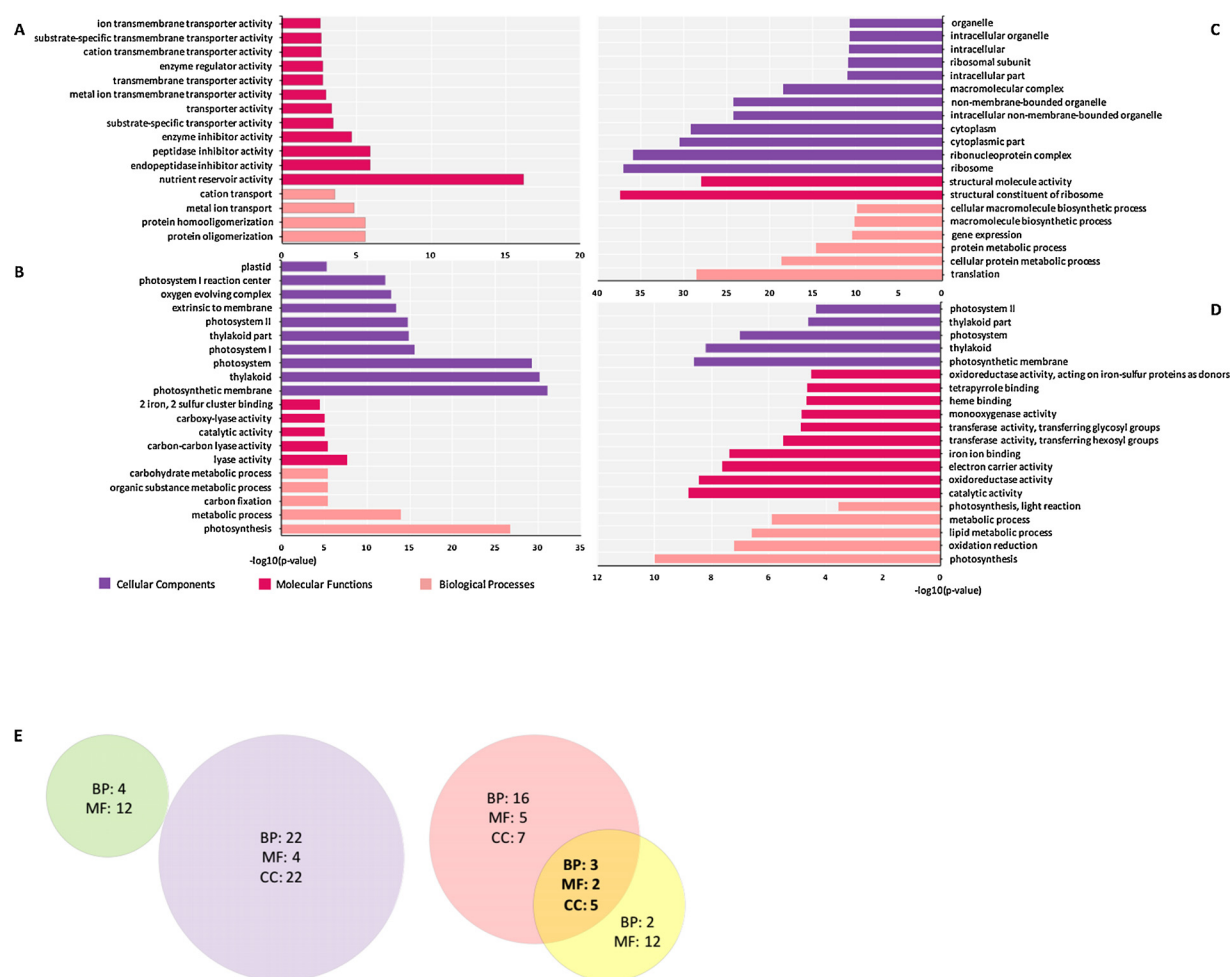 A
ion transmembrane transporter activity
substrate-specific transmembrane transporter activity
cation transmembrane transporter activity
enzyme regulator activity
transmembrane transporter activity
metal ion transmembrane transporter activity
transporter activity
substrate-specific transporter activity
enzyme inhibitor activity
peptidase inhibitor activity
endopeptidase inhibitor activity
nutrient reservoir activity
cation transport
metal ion transport
protein homooligomerization
protein oligomerization
0 5 10 15 20
B
plastid
photosystem I reaction center
oxygen evolving complex
extrinsic to membrane
photosystem II
thylakoid part
photosystem I
photosystem
thylakoid
photosynthetic membrane
2 iron, 2 sulfur cluster binding
carboxy-lyase activity
catalytic activity
carbon-carbon lyase activity
lyase activity
carbohydrate metabolic process
organic substance metabolic process
carbon fixation
metabolic process
photosynthesis
0 5 10 15 20 25 30 35
-log10(p-value)
Cellular Components Molecular Functions Biological Processes
C
organelle
intracellular organelle
intracellular
ribosomal subunit
intracellular part
macromolecular complex
non-membrane-bounded organelle
intracellular non-membrane-bounded organelle
cytoplasm
cytoplasmic part
ribonucleoprotein complex
ribosome
structural molecule activity
structural constituent of ribosome
cellular macromolecule biosynthetic process
macromolecule biosynthetic process
gene expression
protein metabolic process
cellular protein metabolic process
translation
40 35 30 25 20 15 10 5 0
D
photosystem II
thylakoid part
photosystem
thylakoid
photosynthetic membrane
oxidoreductase activity, acting on iron-sulfur proteins as donors
tetrapyrrole binding
heme binding
monooxygenase activity
transferase activity, transferring glycosyl groups
transferase activity, transferring hexosyl groups
iron ion binding
electron carrier activity
oxidoreductase activity
catalytic activity
photosynthesis, light reaction
metabolic process
lipid metabolic process
oxidation reduction
photosynthesis
12 10 8 6 4 2 0
-log10(p-value)
E
BP: 4
MF: 12
BP: 22
MF: 4
CC: 22
BP: 16
MF: 5
CC: 7
BP: 3
MF: 2
CC: 5
BP: 2
MF: 12